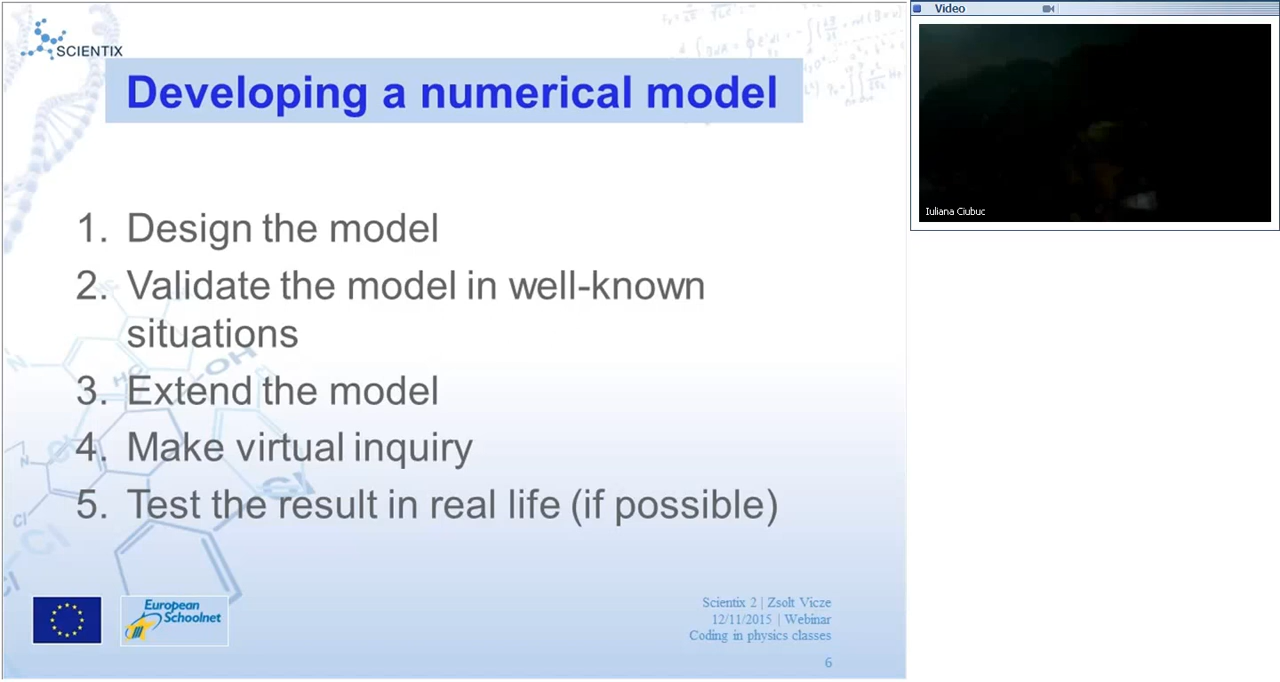 SCIENTIX
Developing a numerical model
1. Design the model
2. Validate the model in well-known
situations
3. Extend the model
4. Make virtual inquiry
5. Test the result in real life (if possible)
European
Schoolnet
Scientix 2 | Zsolt Vicze
12/11/2015 | Webinar
Coding in physics classes
6
Video
Iuliana Ciubuc